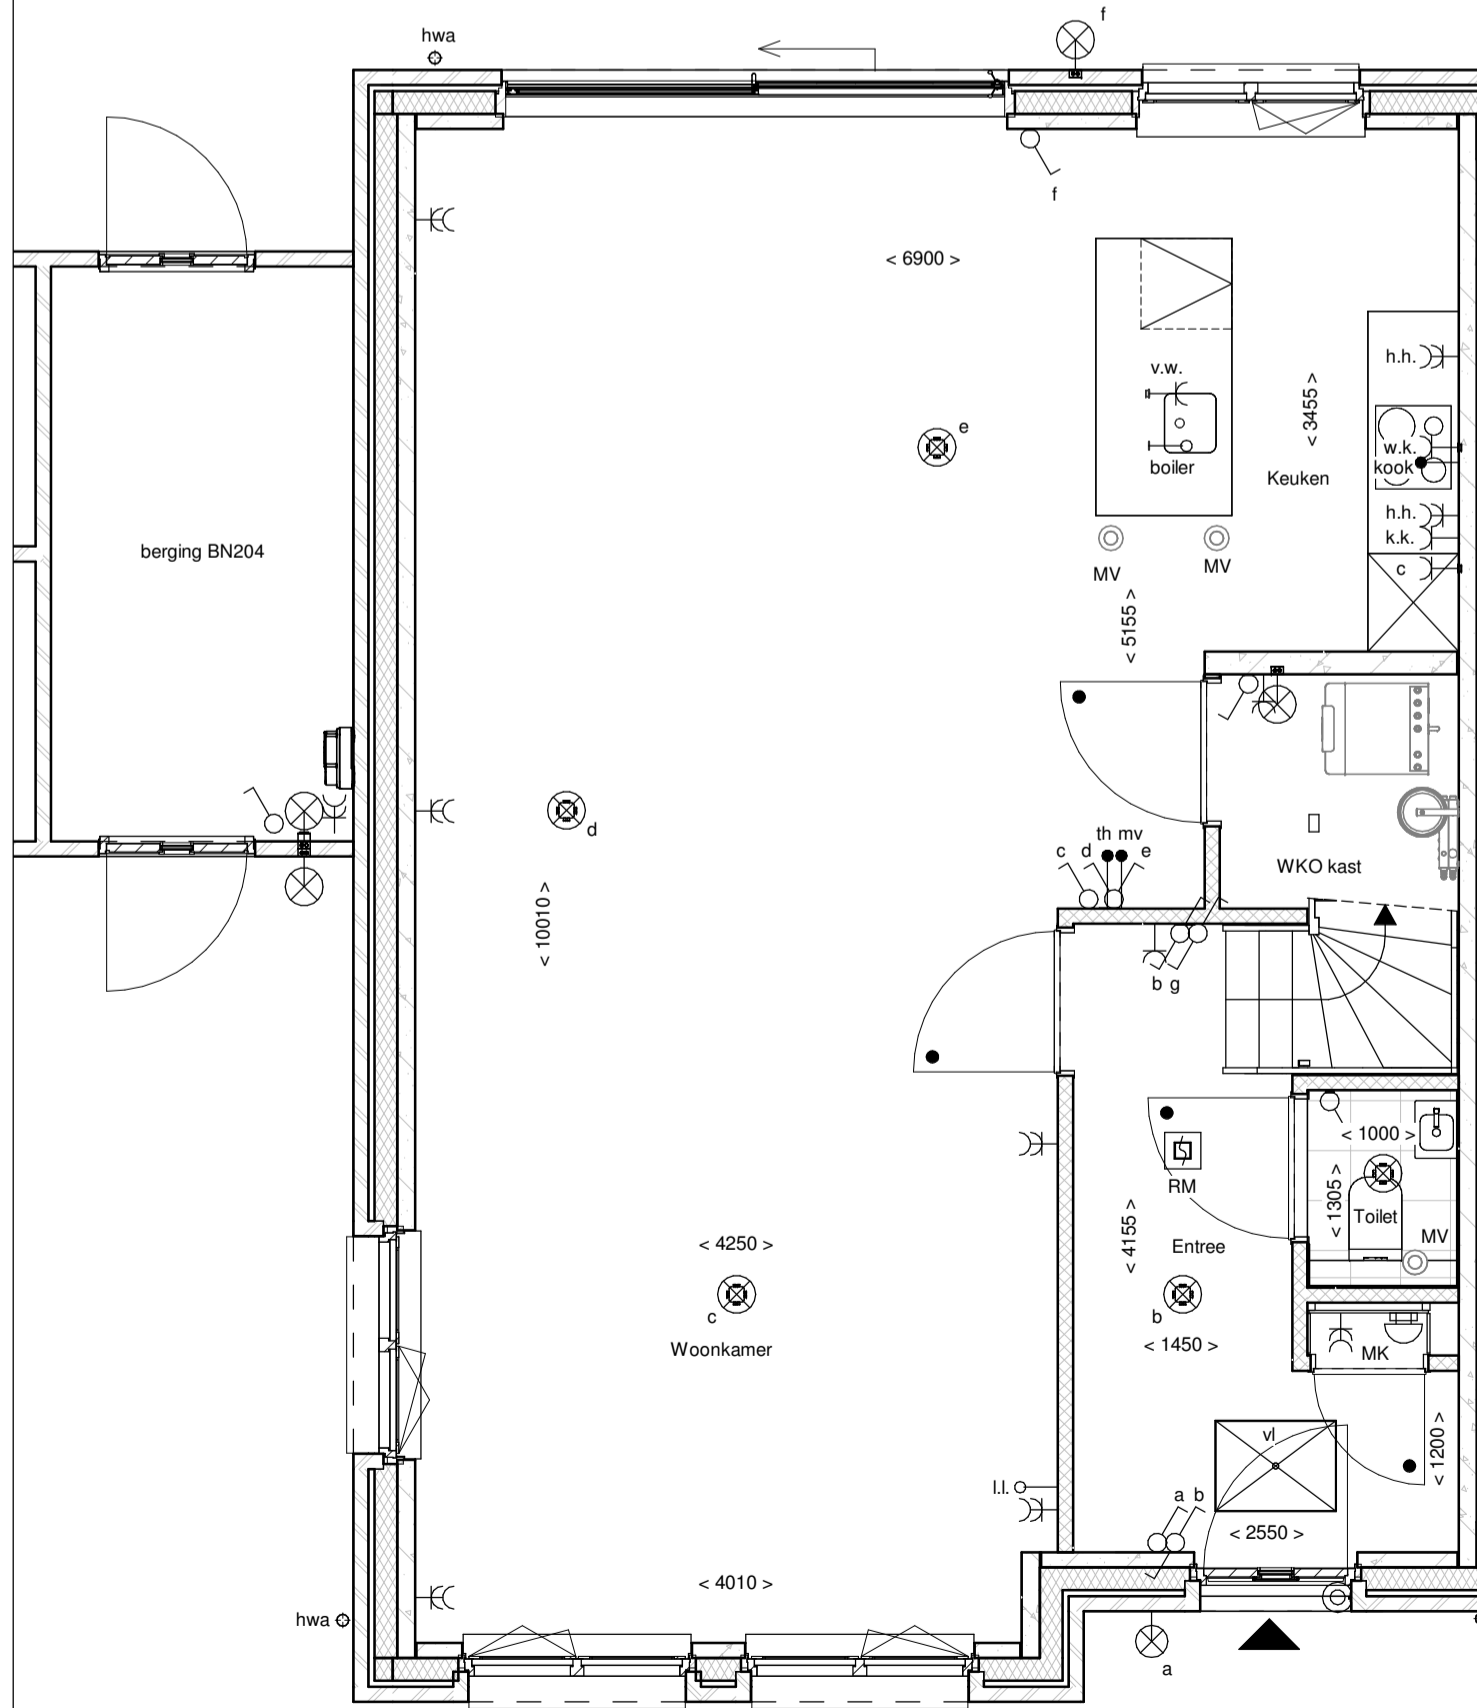 f
hwa
f
< 6900 >
h.h.
v.w.
< 3455 >
e
w.k.
kook
boiler
Keuken
h.h.
k.k.
berging BN204
MV
MV
c
< 5155 >
d
th mv
c
d
e
WKO kast
< 10010 >
b
g
< 1000 >
RM
< 1305 >
Toilet
MV
< 4155 >
< 4250 >
Entree
c
b
< 1450 >
Woonkamer
MK
vl
< 1200 >
l.l.
a
b
< 2550 >
< 4010 >
hwa
a